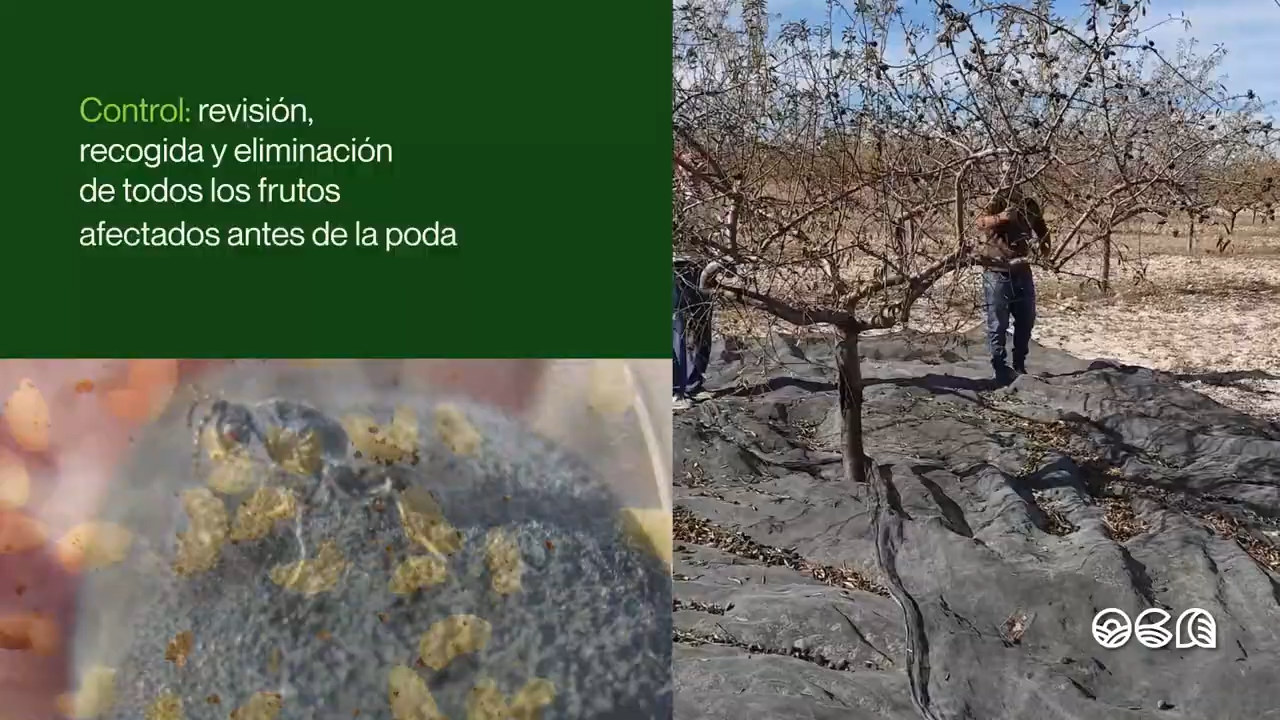 Control: revisión,
recogida y eliminación
de todos los frutos
afectados antes de la poda